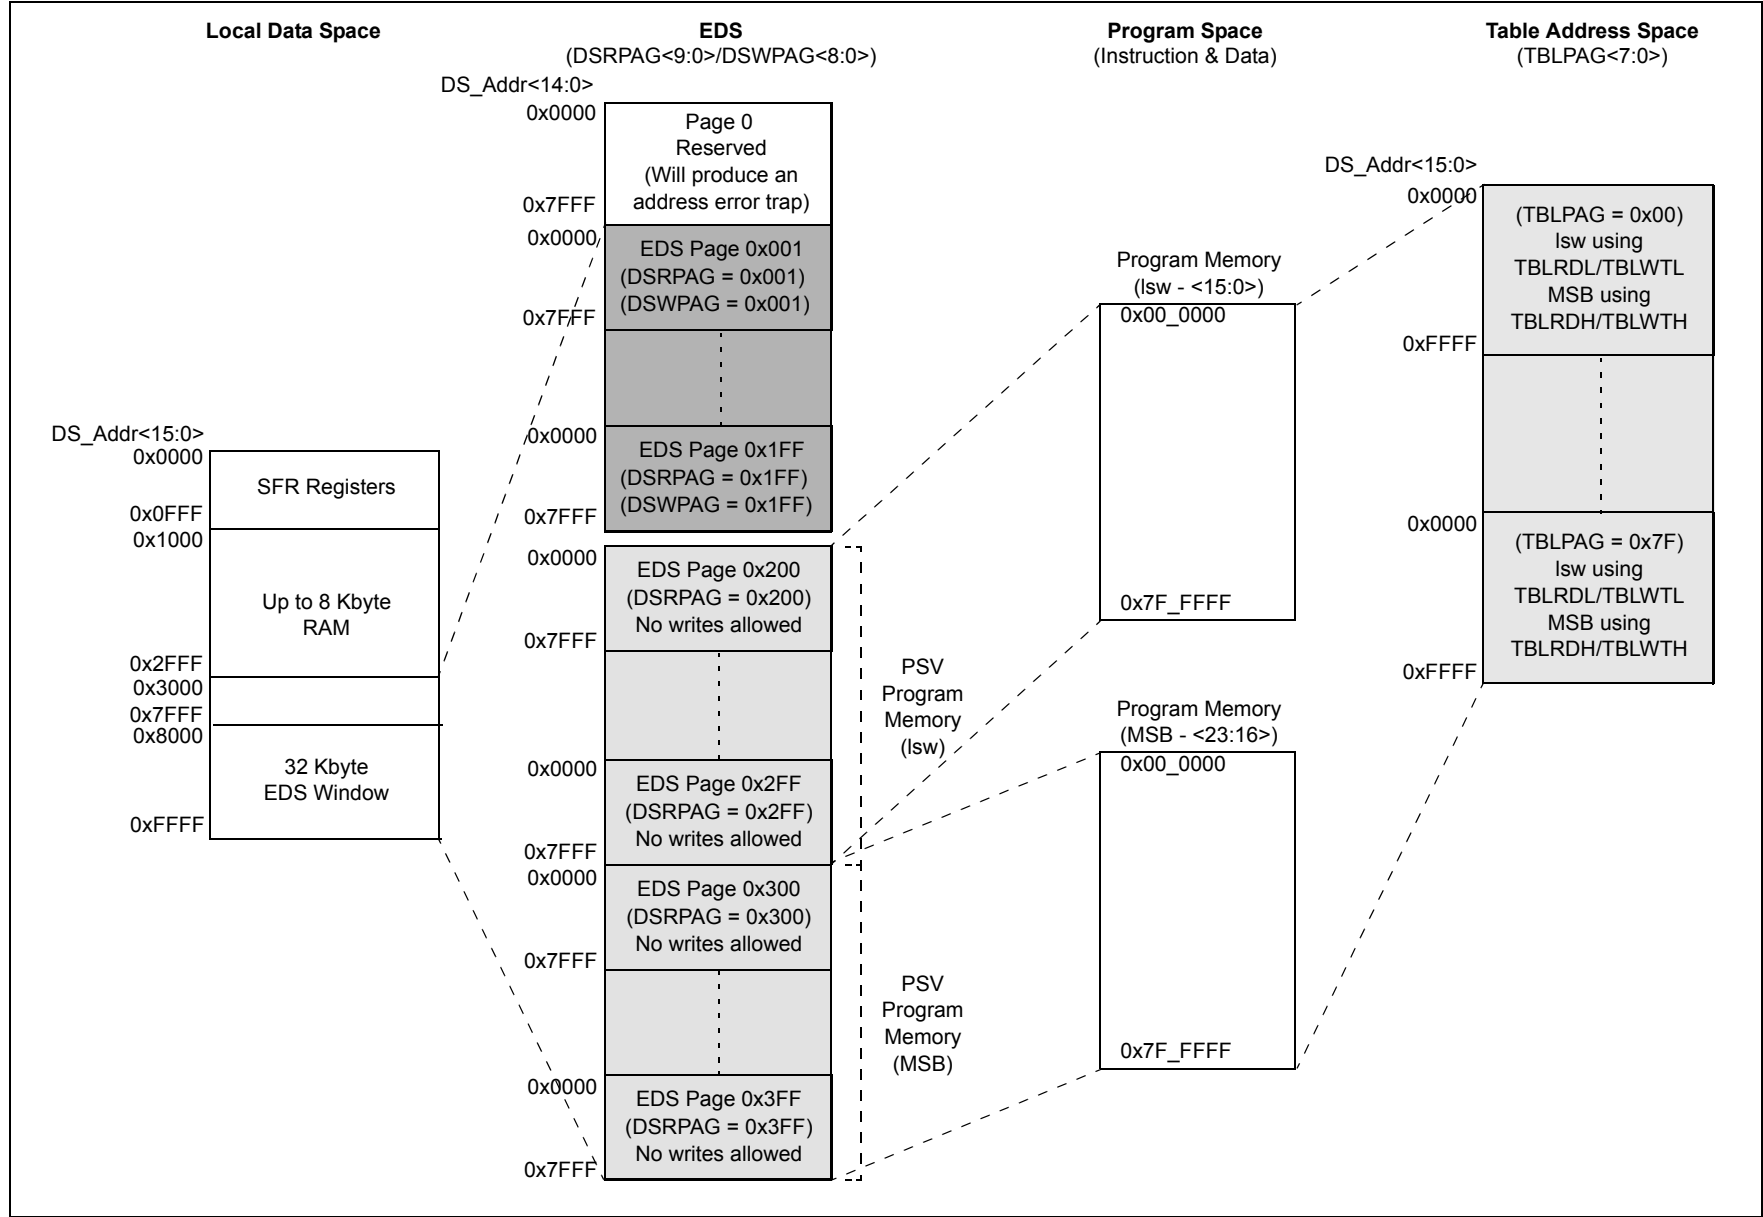 Local Data Space
DS_Addr<15:0>
0x0000
SFR Registers
0x0FFF
0x1000
Up to 8 Kbyte
RAM
0x2FFF
0x3000
0x7FFF
0x8000
32 Kbyte
EDS Window
0xFFFF
EDS
(DSRPAG<9:0>/DSWPAG<8:0>)
DS_Addr<14:0>
0x0000
Page 0
Reserved
(Will produce an
address error trap)
0x7FFF
0x0000
EDS Page 0x001
(DSRPAG = 0x001)
(DSWPAG = 0x001)
0x7FFF
0x0000
EDS Page 0x1FF
(DSRPAG = 0x1FF)
(DSWPAG = 0x1FF)
0x7FFF
0x0000
EDS Page 0x200
(DSRPAG = 0x200)
No writes allowed
0x7FFF
PSV
Program
Memory
(lsw)
0x0000
EDS Page 0x2FF
(DSRPAG = 0x2FF)
No writes allowed
0x7FFF
0x0000
EDS Page 0x300
(DSRPAG = 0x300)
No writes allowed
0x7FFF
PSV
Program
Memory
(MSB)
0x0000
EDS Page 0x3FF
(DSRPAG = 0x3FF)
No writes allowed
0x7FFF
Program Space
(Instruction & Data)
Program Memory
(lsw - <15:0>)
0x00_0000
0x7F_FFFF
Program Memory
(MSB - <23:16>)
0x00_0000
0x7F_FFFF
Table Address Space
(TBLPAG<7:0>)
DS_Addr<15:0>
0x0000
(TBLPAG = 0x00)
lsw using
TBLRDL/TBLWTL
MSB using
TBLRDH/TBLWTH
0xFFFF
0x0000
(TBLPAG = 0x7F)
lsw using
TBLRDL/TBLWTL
MSB using
TBLRDH/TBLWTH
0xFFFF